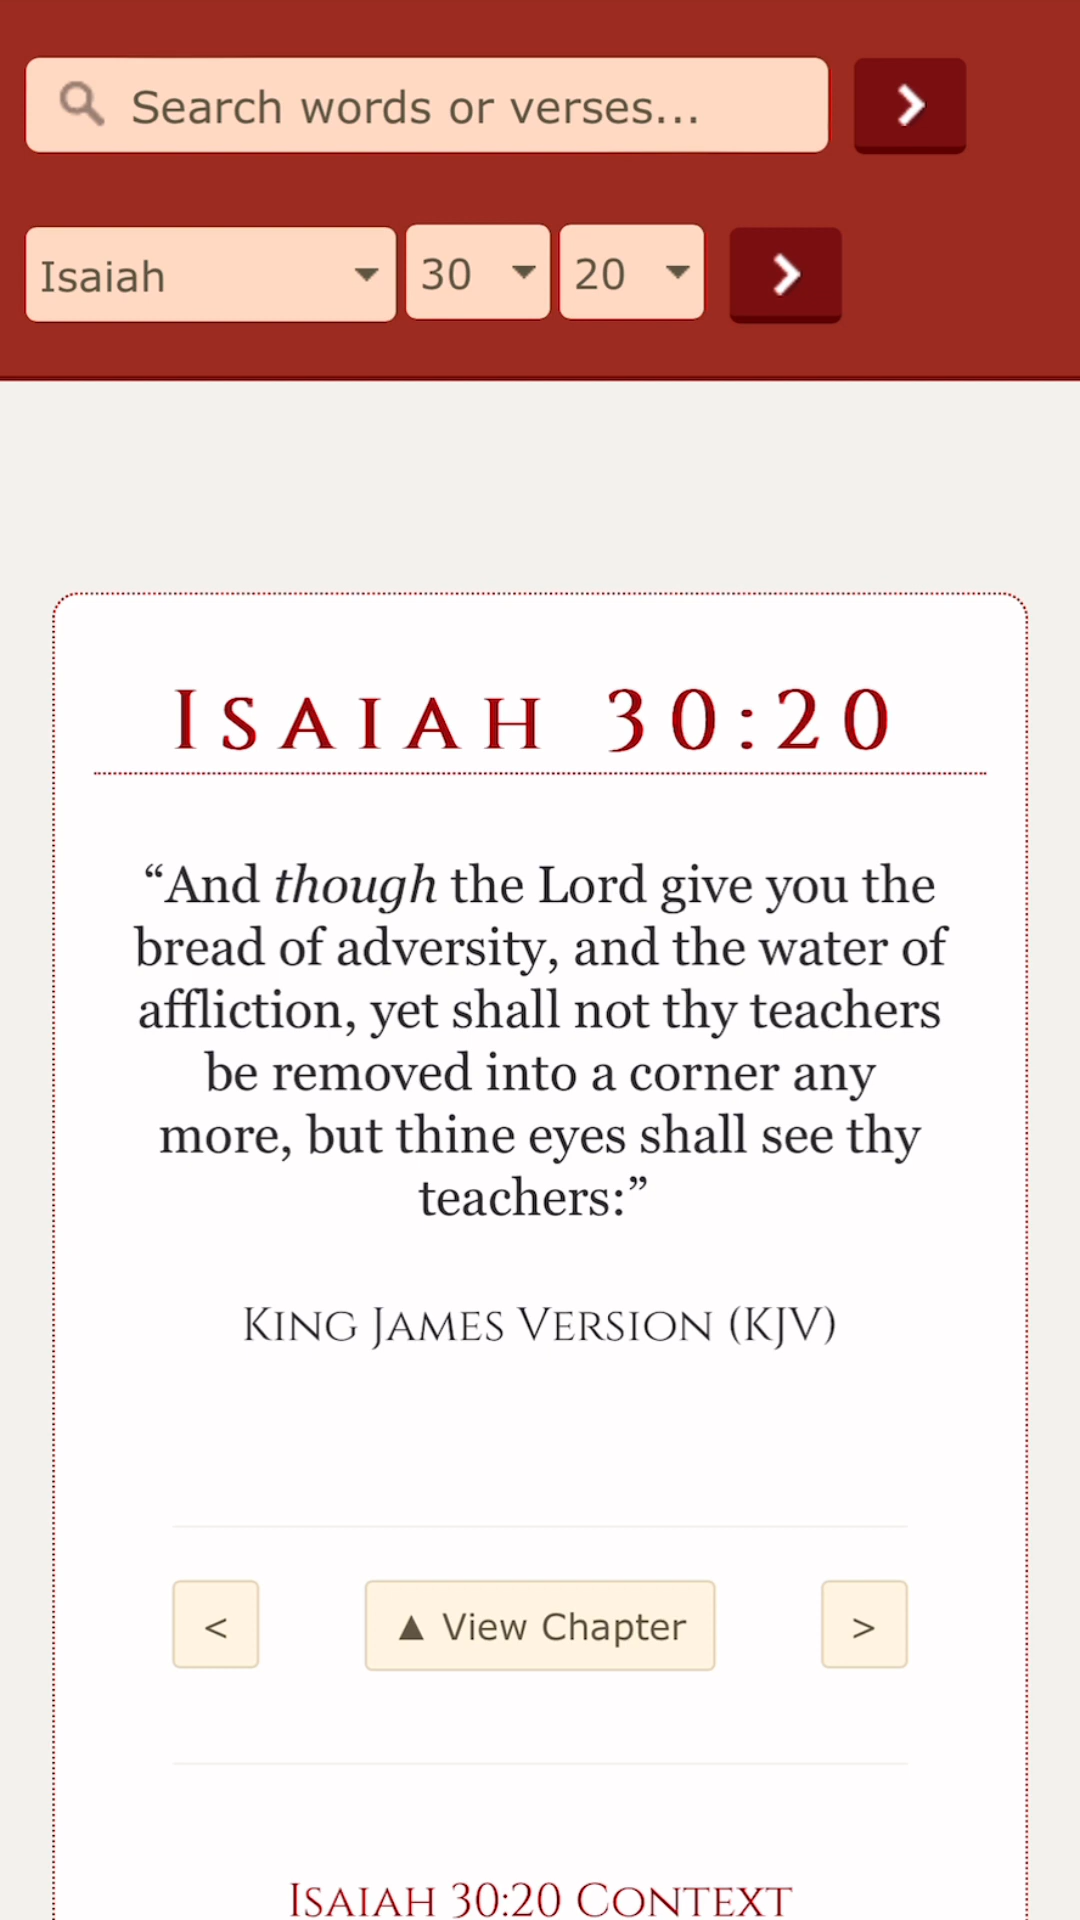 Search words or verses...
Isaiah 30 20
ISAIAH 30:20
“And though the Lord give you the
bread of adversity, and the water of
affliction, yet shall not thy teachers
be removed into a corner any
more, but thine eyes shall see thy
teachers:”
KING JAMES VERSION (KJV)
< ▲ View Chapter >
ISAIAH 30:20 CONTEXT